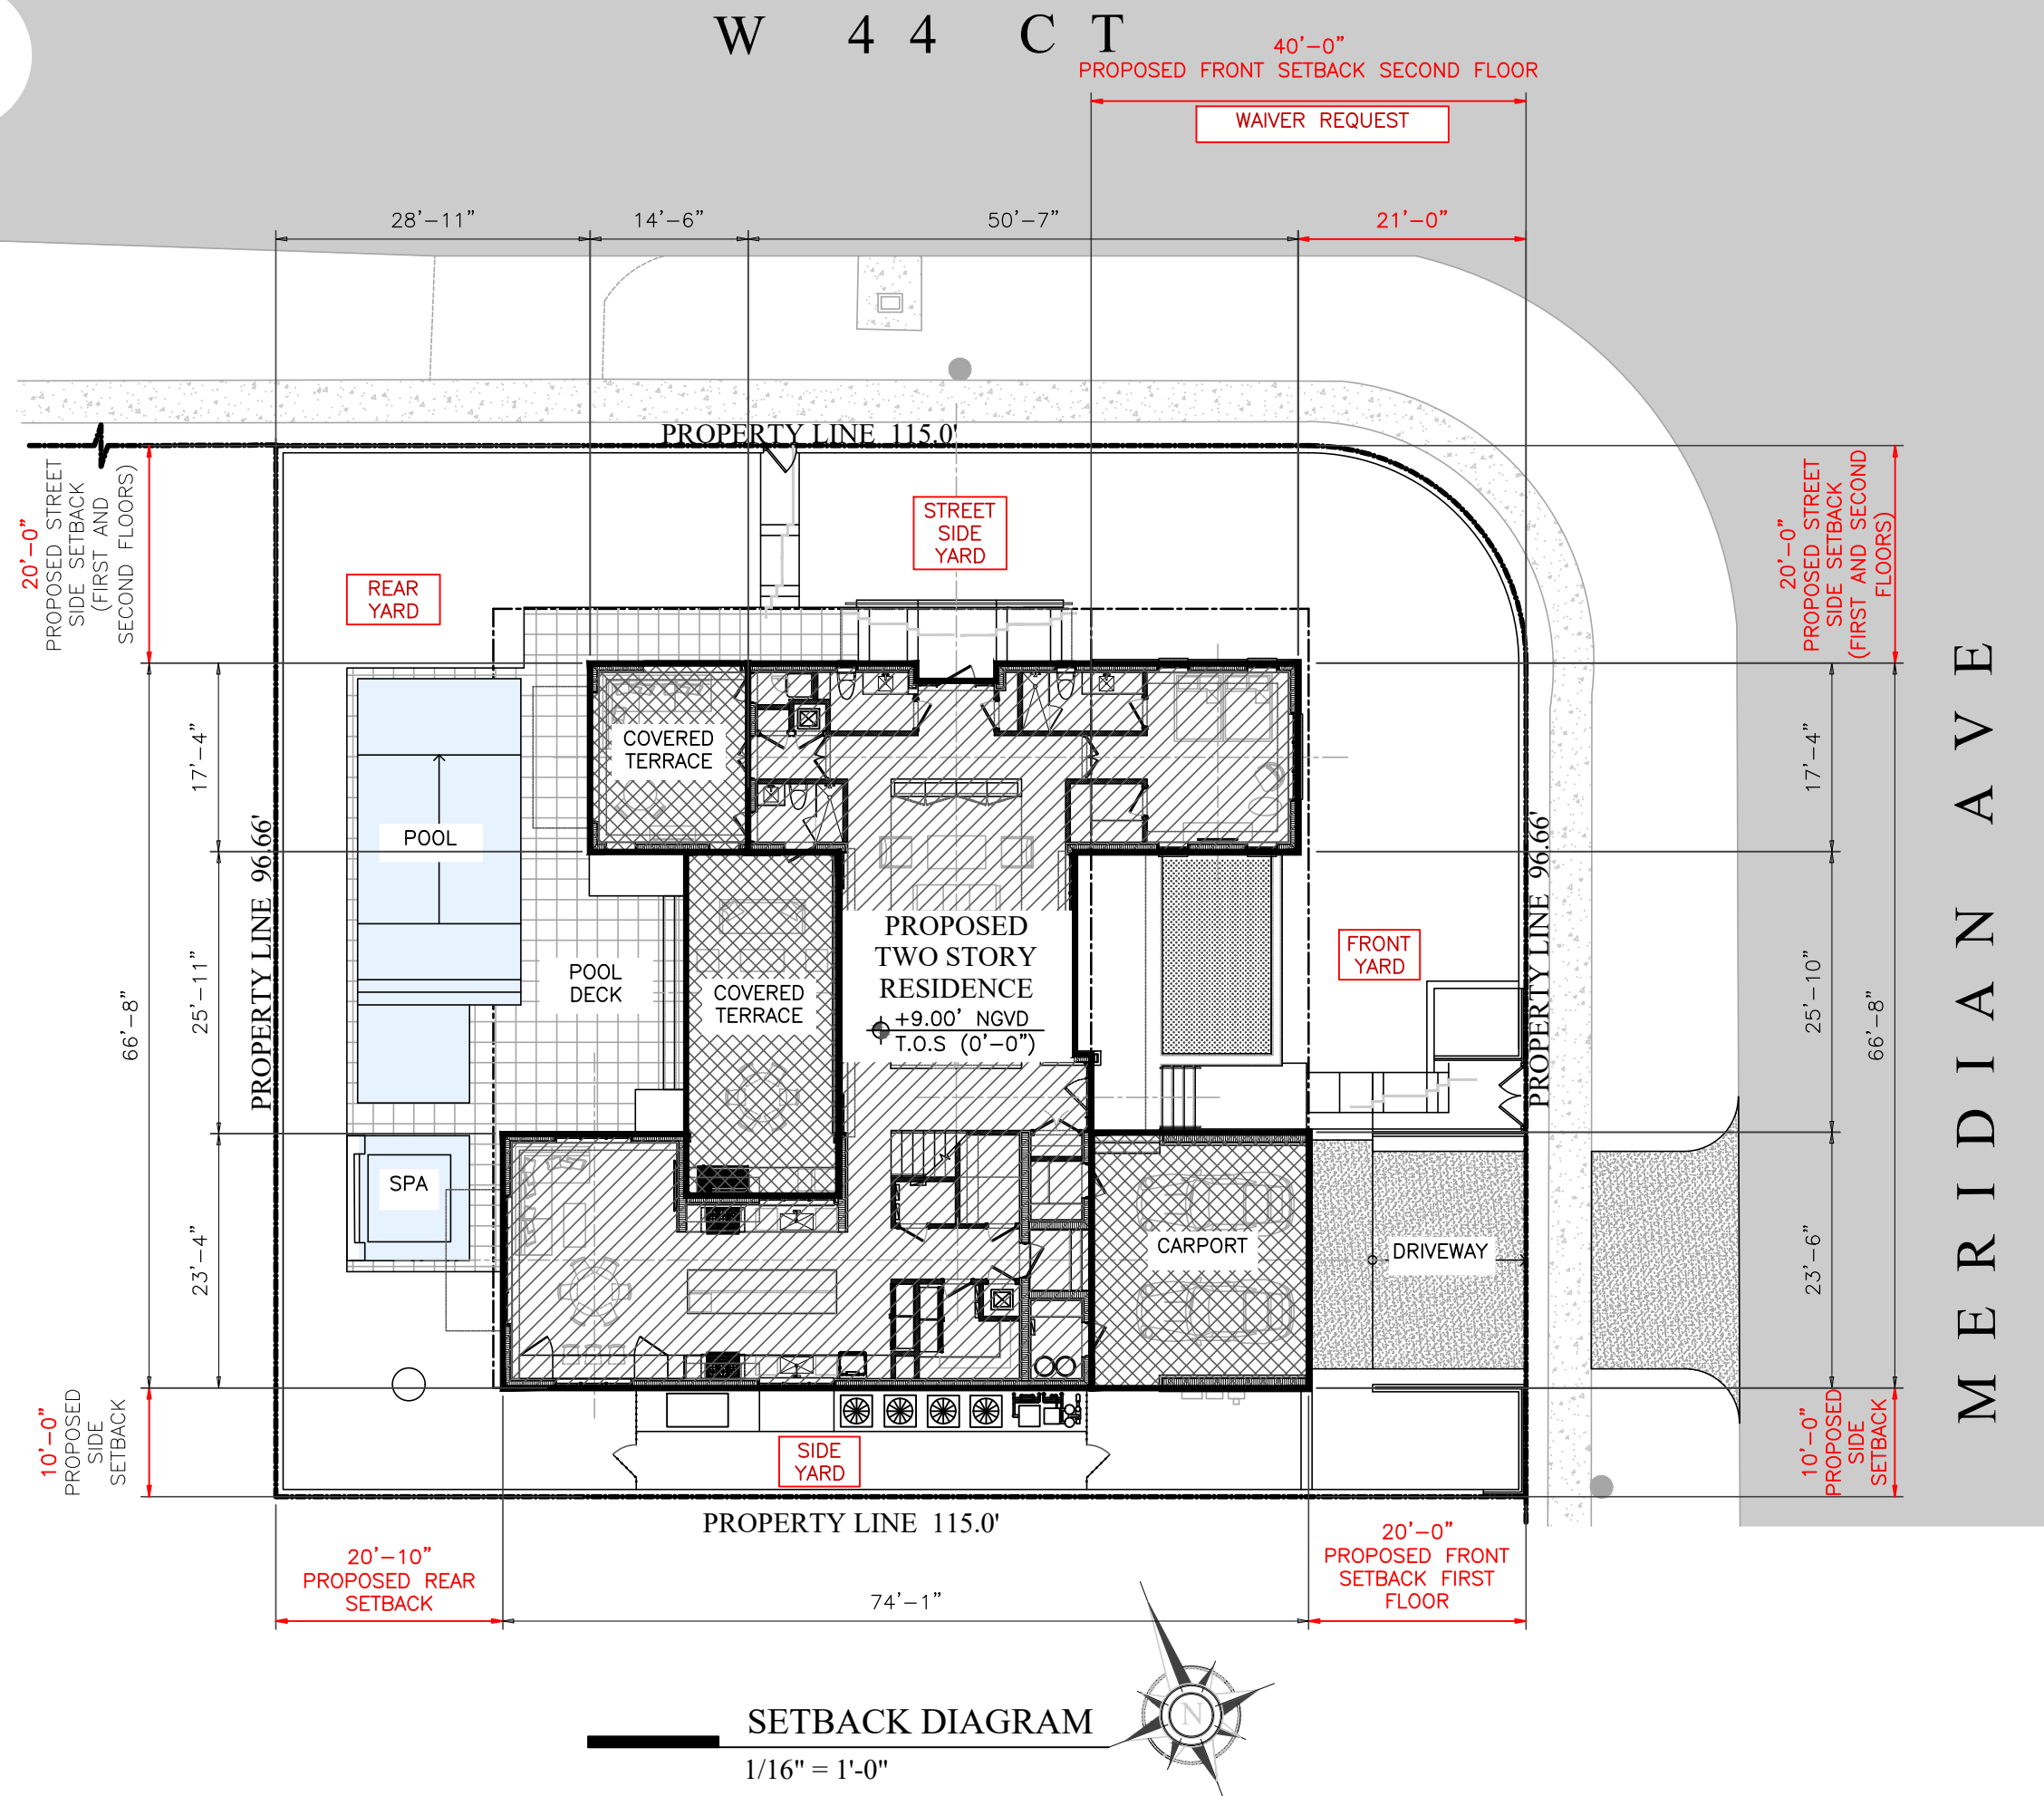 W 44 CT
40'-0"
PROPOSED FRONT SETBACK SECOND FLOOR
WAIVER REQUEST
28'-11"
14'-6"
50'-7"
21'-0"
PROPERTY LINE 115.0'
20'-0"
PROPOSED STREET
SIDE SETBACK
(FIRST AND
SECOND FLOORS)
REAR
YARD
STREET
SIDE
YARD
20'-0"
PROPOSED STREET
SIDE SETBACK
(FIRST AND SECOND
FLOORS)
MERIDIAN AVE
17'-4"
COVERED
TERRACE
17'-4"
POOL
PROPERTY LINE 96.66'
PROPERTY LINE 96.66'
66'-8"
25'-11"
POOL
DECK
COVERED
TERRACE
PROPOSED
TWO STORY
RESIDENCE
+9.00' NGVD
T.O.S (0'-0")
FRONT
YARD
25'-10"
66'-8"
SPA
23'-4"
CARPORT
DRIVEWAY
23'-6"
10'-0"
PROPOSED
SIDE
SETBACK
SIDE
YARD
10'-0"
PROPOSED
SIDE
SETBACK
PROPERTY LINE 115.0'
20'-10"
PROPOSED REAR
SETBACK
74'-1"
20'-0"
PROPOSED FRONT
SETBACK FIRST
FLOOR
SETBACK DIAGRAM
1/16" = 1'-0"
N